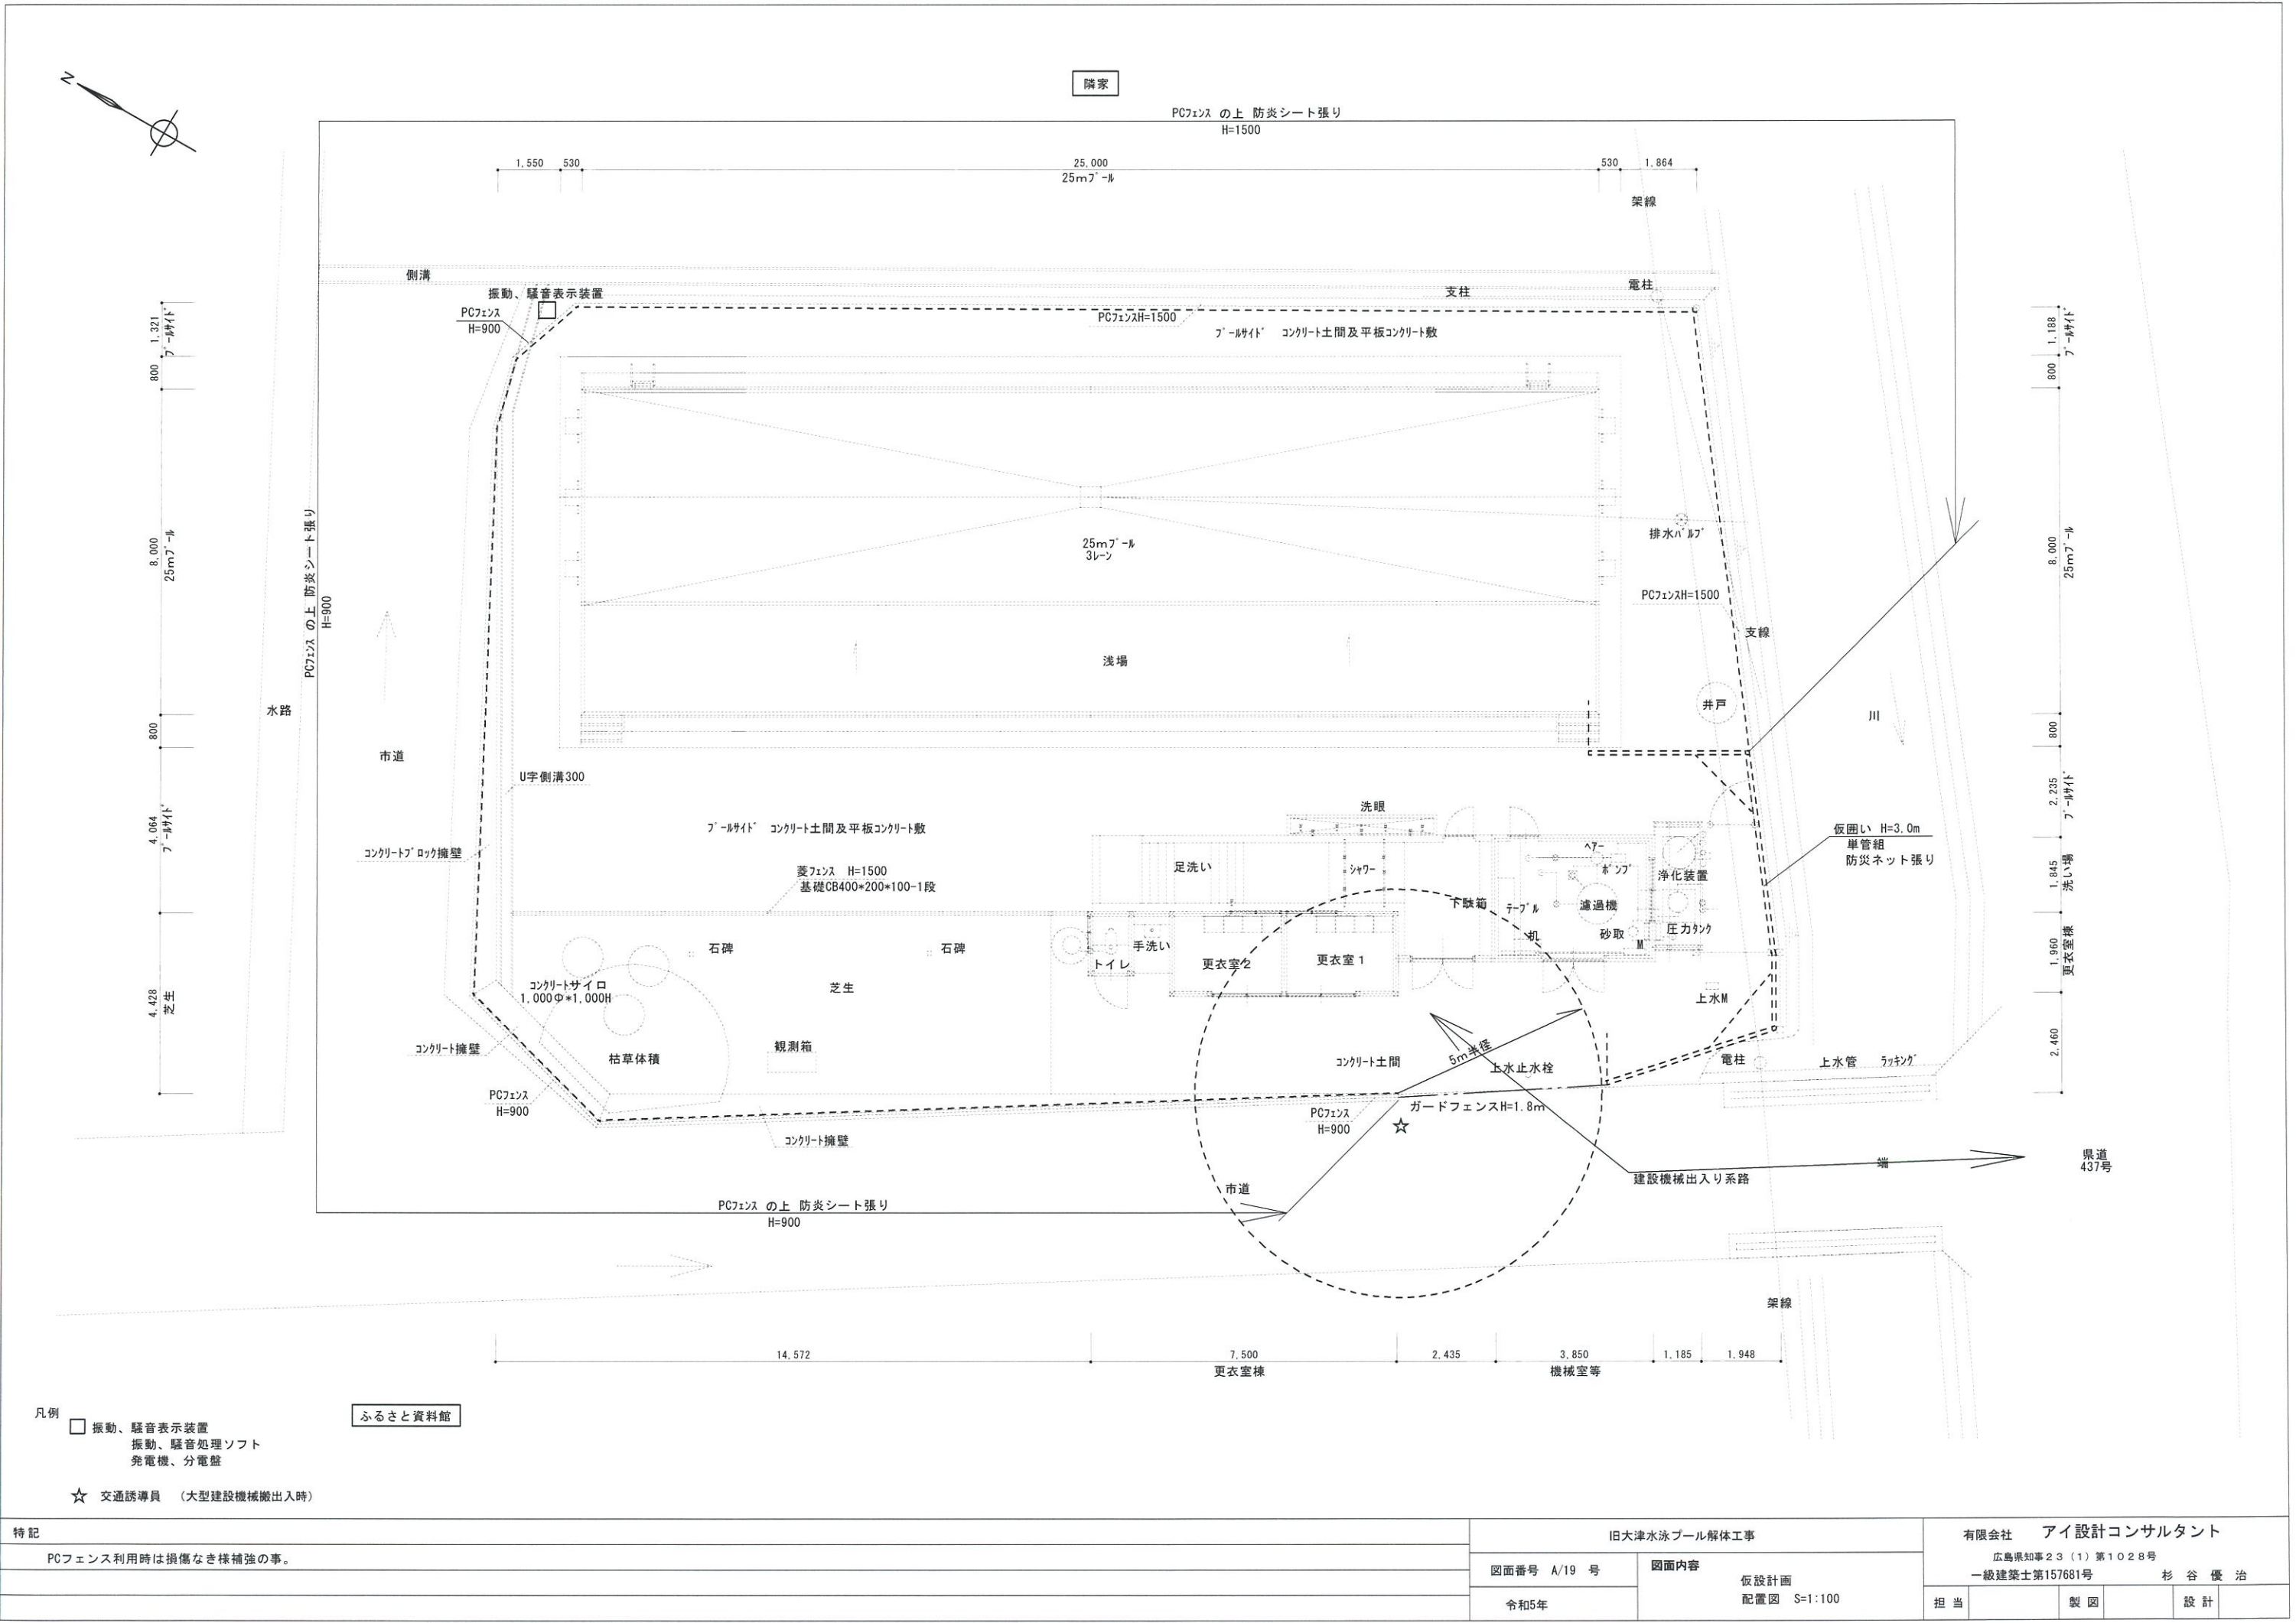 N
隣家
PCフェンス の上 防炎シート張り
H=1500
1,550
530
25,000
530
1,864
25mプール
架線
側溝
振動、騒音表示装置
PCフェンス
H=900
支柱
電柱
PCフェンスH=1500
プールサイド コンクリート土間及平板コンクリート敷
1,321
プールサイド
800
8,000
25mプール
800
4,064
プールサイド
4,428
芝生
1,188
プールサイド
800
8,000
25mプール
800
2,235
プールサイド
1,845
洗い場
1,960
更衣室棟
2,460
PCフェンス の上 防炎シート張り
H=900
水路
市道
25mプール
3レーン
排水バルブ
PCフェンスH=1500
支線
浅場
井戸
川
U字側溝300
プールサイド コンクリート土間及平板コンクリート敷
コンクリートブロック擁壁
菱フェンス H=1500
基礎CB400*200*100-1段
洗眼
足洗い
シャワー
ヘアー
ポンプ
浄化装置
仮囲い H=3.0m
単管組
防災ネット張り
下駄箱
テーブル
濾過機
机
砂取
M
圧力タンク
石碑
石碑
手洗い
トイレ
更衣室2
更衣室1
コンクリートサイロ
1,000Φ*1,000H
芝生
上水M
コンクリート擁壁
枯草体積
観測箱
コンクリート土間
5m半径
上水止水栓
電柱
上水管 ラッキング
PCフェンス
H=900
コンクリート擁壁
PCフェンス
H=900
ガードフェンスH=1.8m
☆
端
県道
437号
建設機械出入り系路
市道
PCフェンス の上 防炎シート張り
H=900
架線
14,572
7,500
2,435
3,850
1,185
1,948
更衣室棟
機械室等
凡例
振動、騒音表示装置
振動、騒音処理ソフト
発電機、分電盤
☆ 交通誘導員 (大型建設機械搬出入時)
ふるさと資料館
特記
PCフェンス利用時は損傷なき様補強の事。
旧大津水泳プール解体工事
図面番号 A/19 号
令和5年
図面内容
仮設計画
配置図 S=1:100
有限会社 アイ設計コンサルタント
広島県知事23(1)第1028号
一級建築士第157681号 杉 谷 優 治
担 当
製 図
設 計